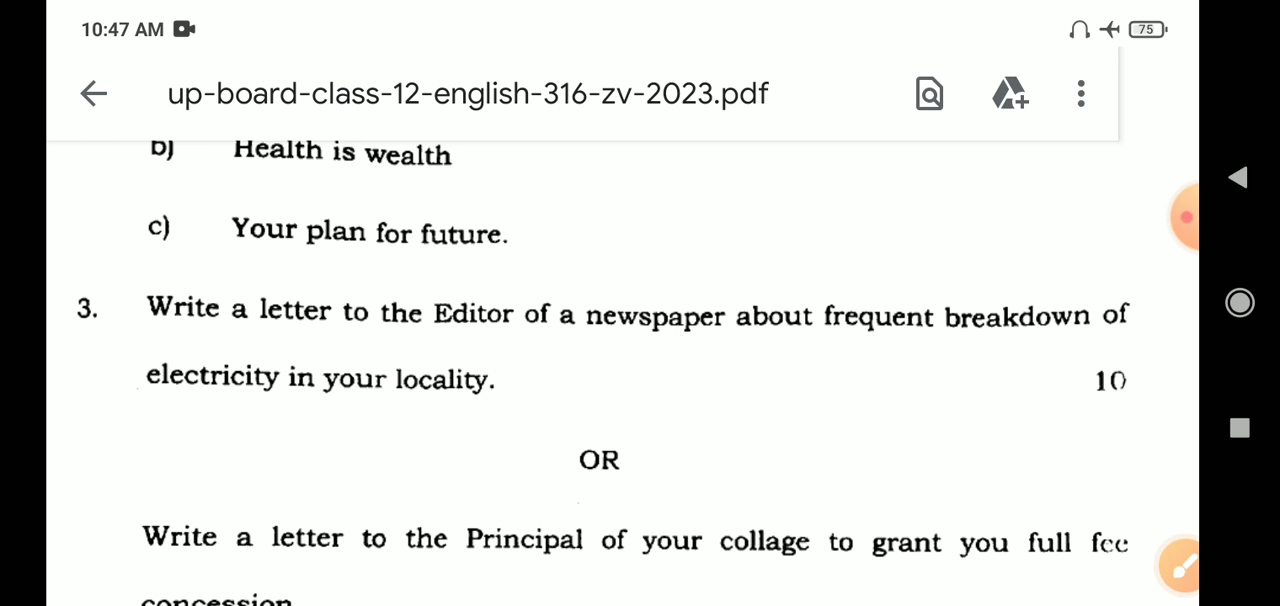 10:47 AM
75
up-board-class-12-english-316-zv-2023.pdf
b) Health is wealth
c) Your plan for future.
3. Write a letter to the Editor of a newspaper about frequent breakdown of
electricity in your locality. 10
OR
Write a letter to the Principal of your collage to grant you full fee
concession